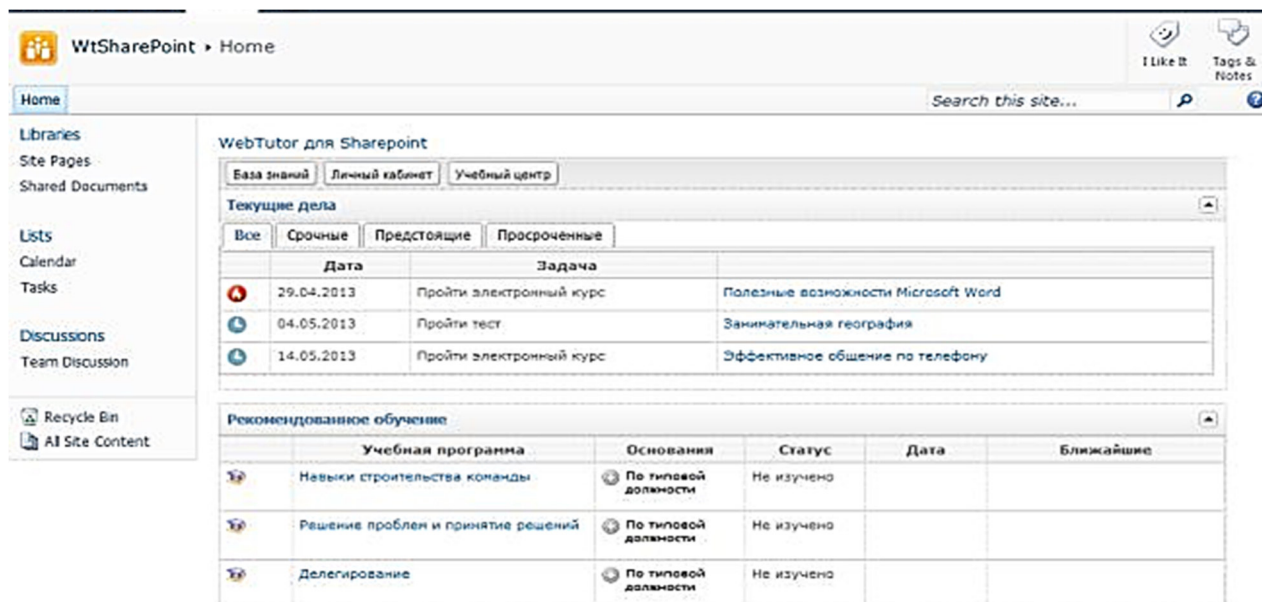 WtSharePoint ▸ Home
I Like It
Tags & Notes
Home
Search this site...
Libraries
Site Pages
Shared Documents
Lists
Calendar
Tasks
Discussions
Team Discussion
Recycle Bin
All Site Content
WebTutor для Sharepoint
База знаний Личный кабинет Учебный центр
Текущие дела
Все Срочные Предстоящие Просроченные
Дата Задача
29.04.2013 Пройти электронный курс Полезные возможности Microsoft Word
04.05.2013 Пройти тест Занимательная география
14.05.2013 Пройти электронный курс Эффективное общение по телефону
Рекомендованное обучение
Учебная программа Основания Статус Дата Ближайшие
Навыки строительства команды По типовой должности Не изучено
Решение проблем и принятие решений По типовой должности Не изучено
Делегирование По типовой должности Не изучено